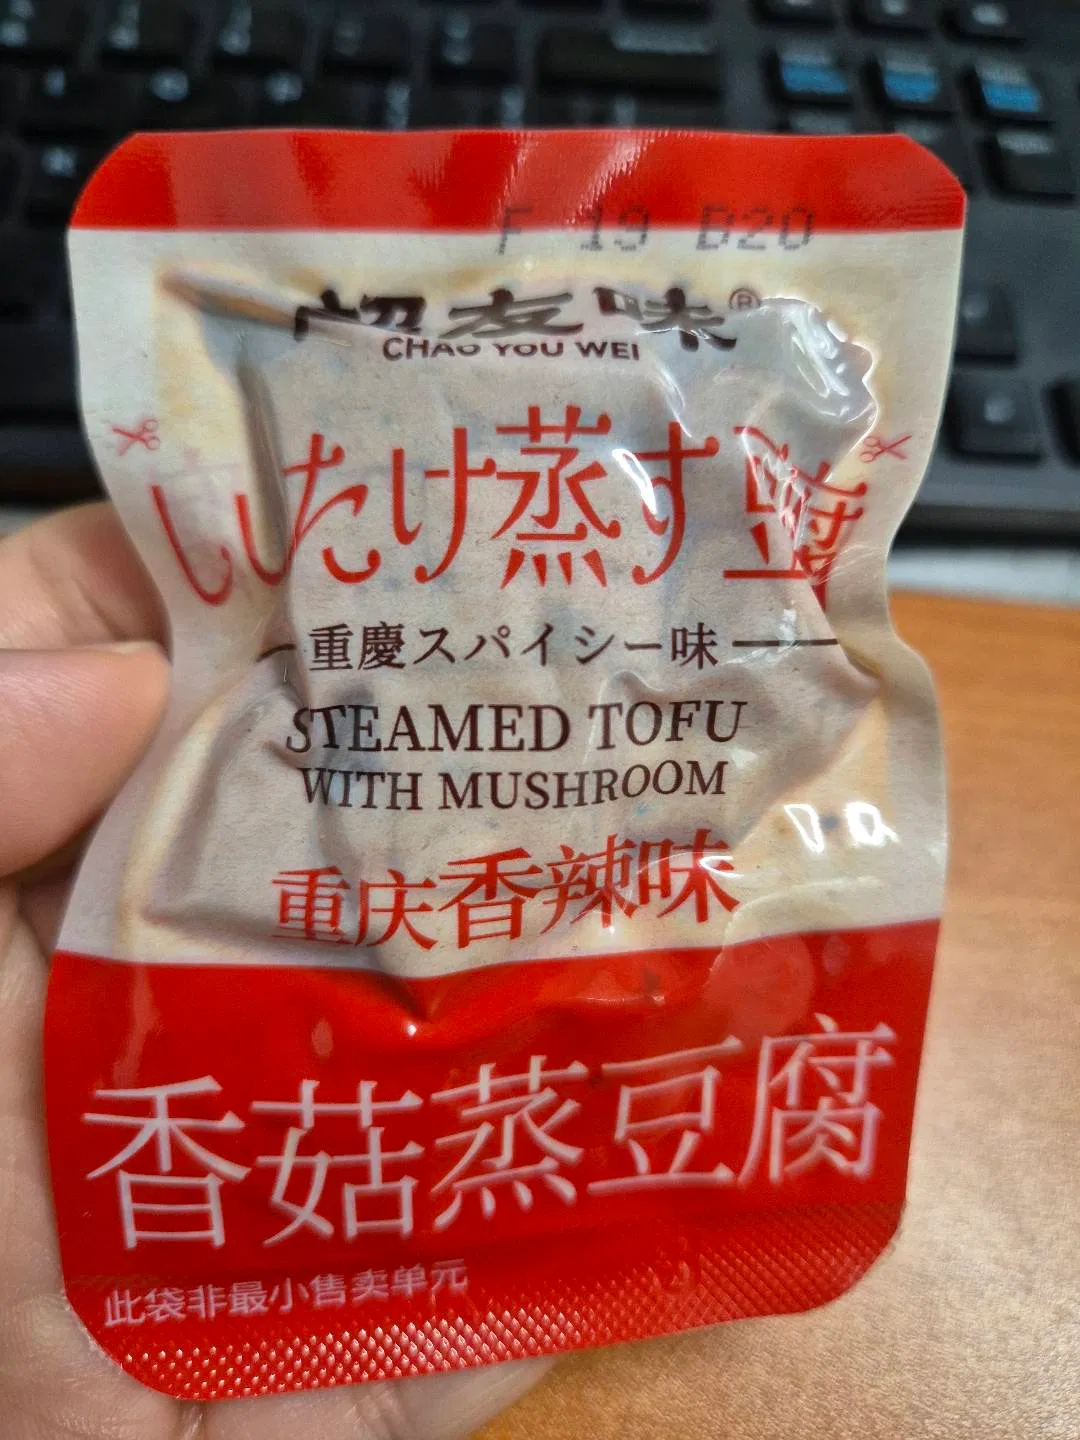 F 19 D20
友味®
CHAO YOU WEI
しいたけ蒸す豆
重慶スパイシー味
STEAMED TOFU
WITH MUSHROOM
重庆香辣味
香菇蒸豆腐
此袋非最小售卖单元